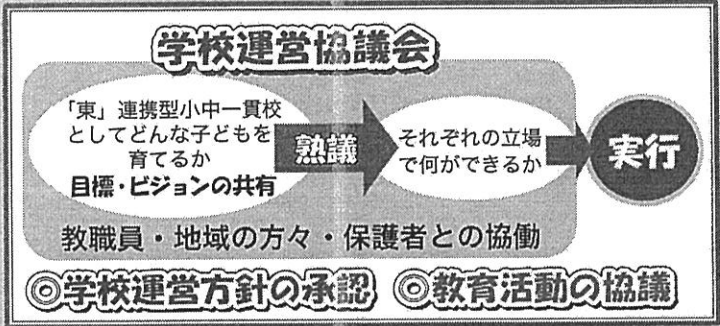 学校運営協議会
「東」連携型小中一貫校
としてどんな子どもを
育てるか
目標・ビジョンの共有
熟議
それぞれの立場
で何ができるか
実行
教職員・地域の方々・保護者との協働
◎学校運営方針の承認 ◎教育活動の協議